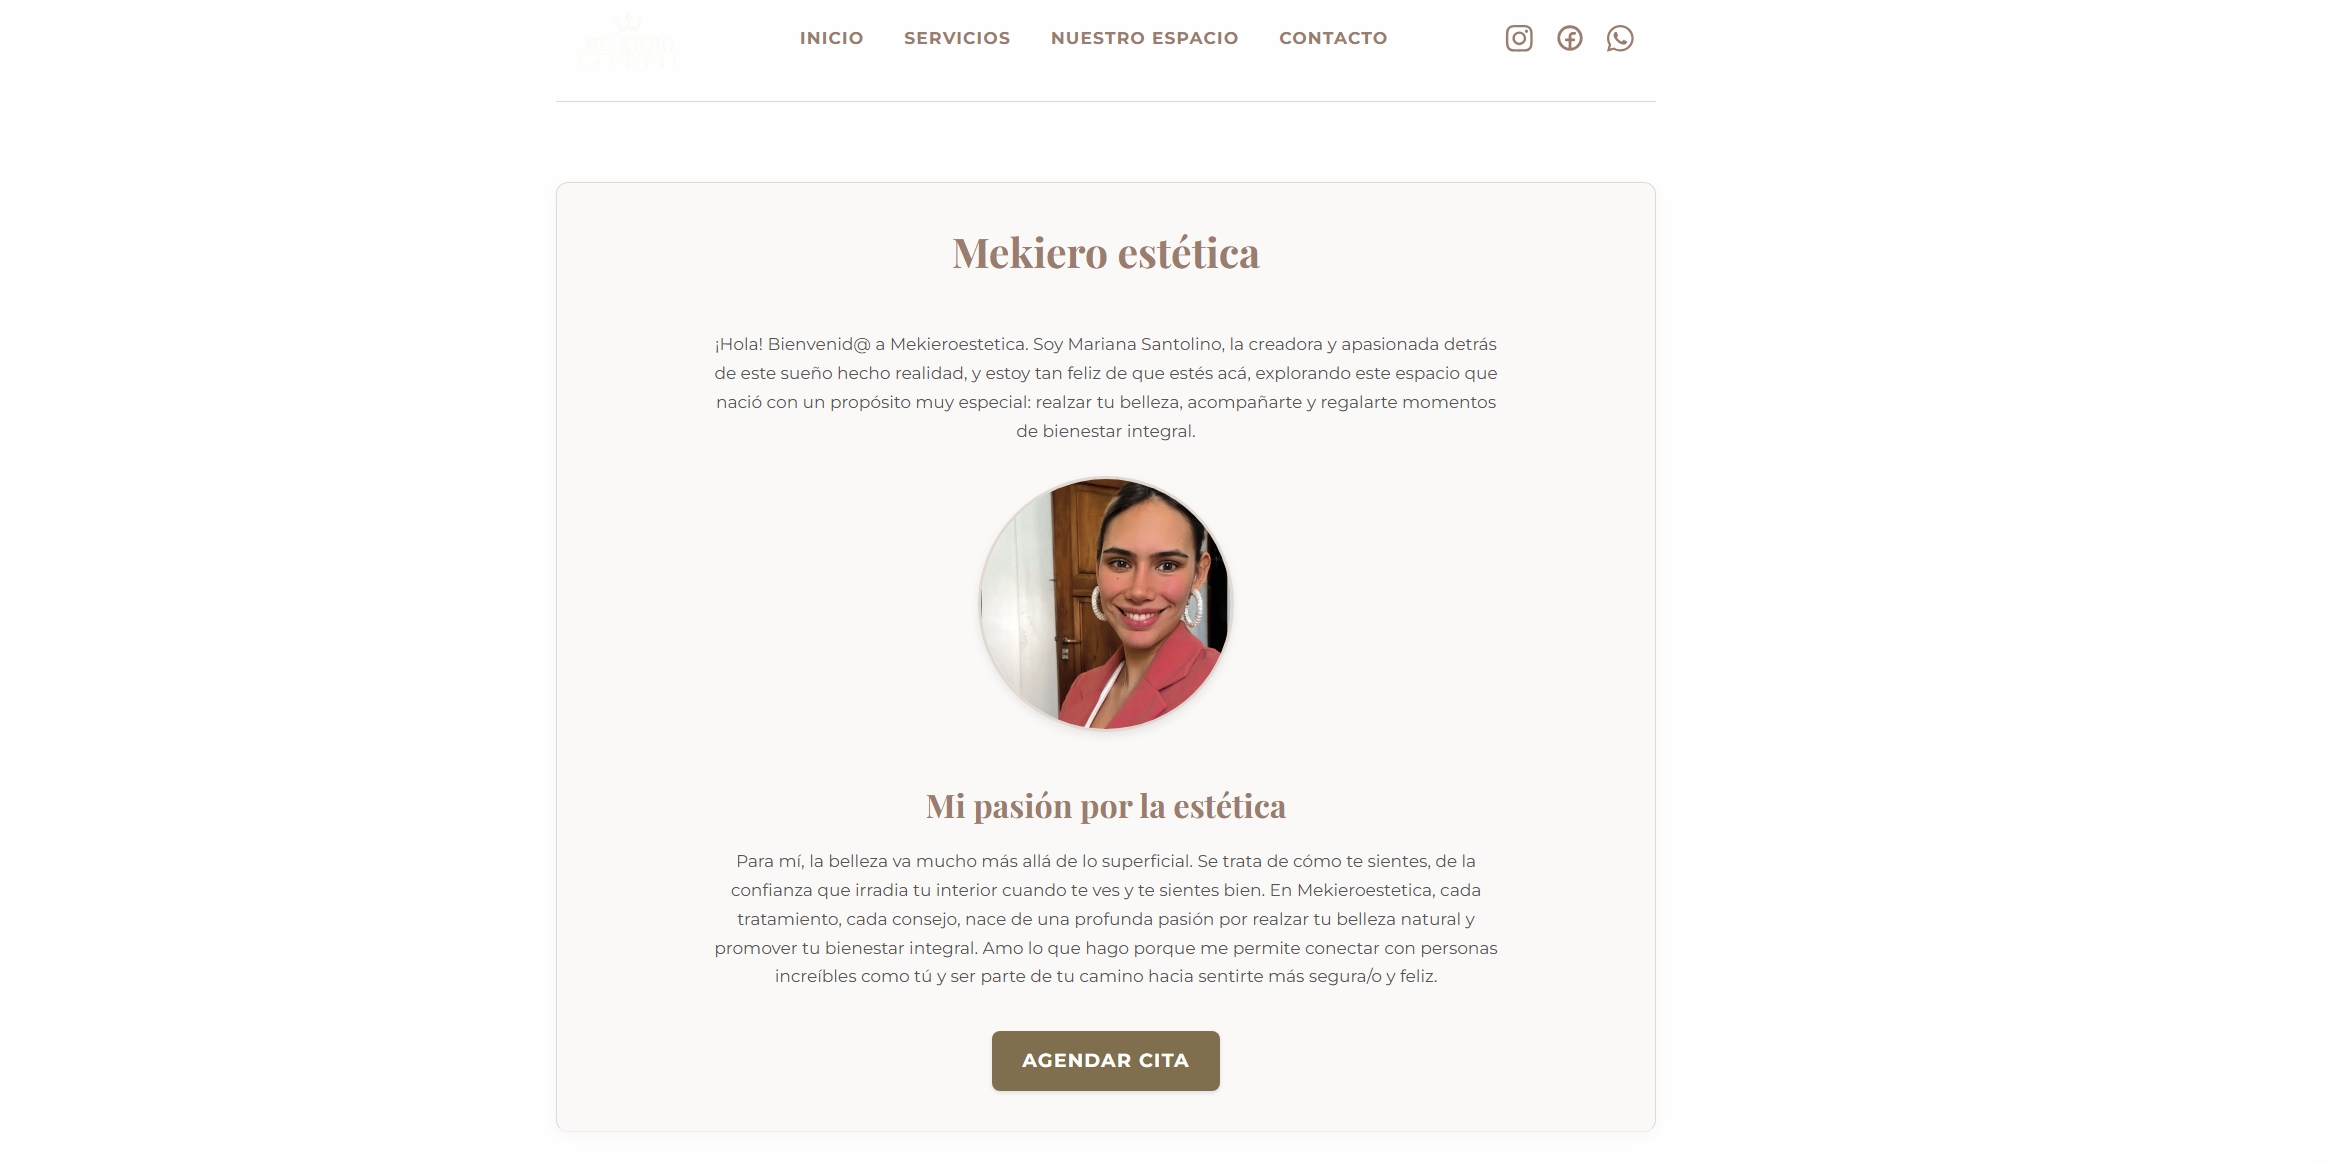 ME KIERO
INICIO
SERVICIOS
NUESTRO ESPACIO
CONTACTO
Mekiero estética
¡Hola! Bienvenid@ a Mekieroestetica. Soy Mariana Santolino, la creadora y apasionada detrás
de este sueño hecho realidad, y estoy tan feliz de que estés acá, explorando este espacio que
nació con un propósito muy especial: realzar tu belleza, acompañarte y regalarte momentos
de bienestar integral.
Mi pasión por la estética
Para mí, la belleza va mucho más allá de lo superficial. Se trata de cómo te sientes, de la
confianza que irradia tu interior cuando te ves y te sientes bien. En Mekieroestetica, cada
tratamiento, cada consejo, nace de una profunda pasión por realzar tu belleza natural y
promover tu bienestar integral. Amo lo que hago porque me permite conectar con personas
increíbles como tú y ser parte de tu camino hacia sentirte más segura/o y feliz.
AGENDAR CITA